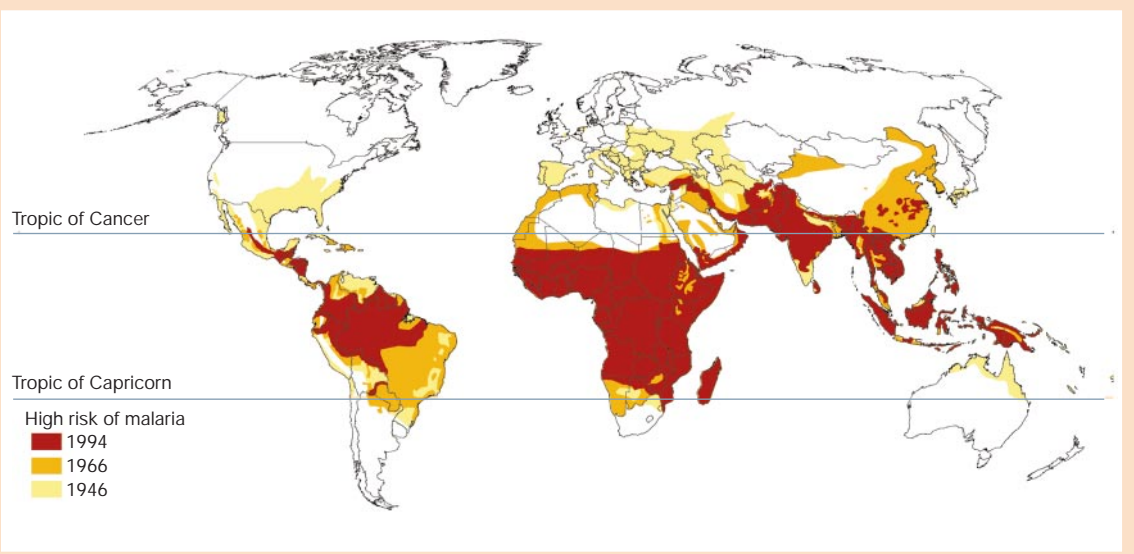 Tropic of Cancer
Tropic of Capricorn
High risk of malaria
1994
1966
1946